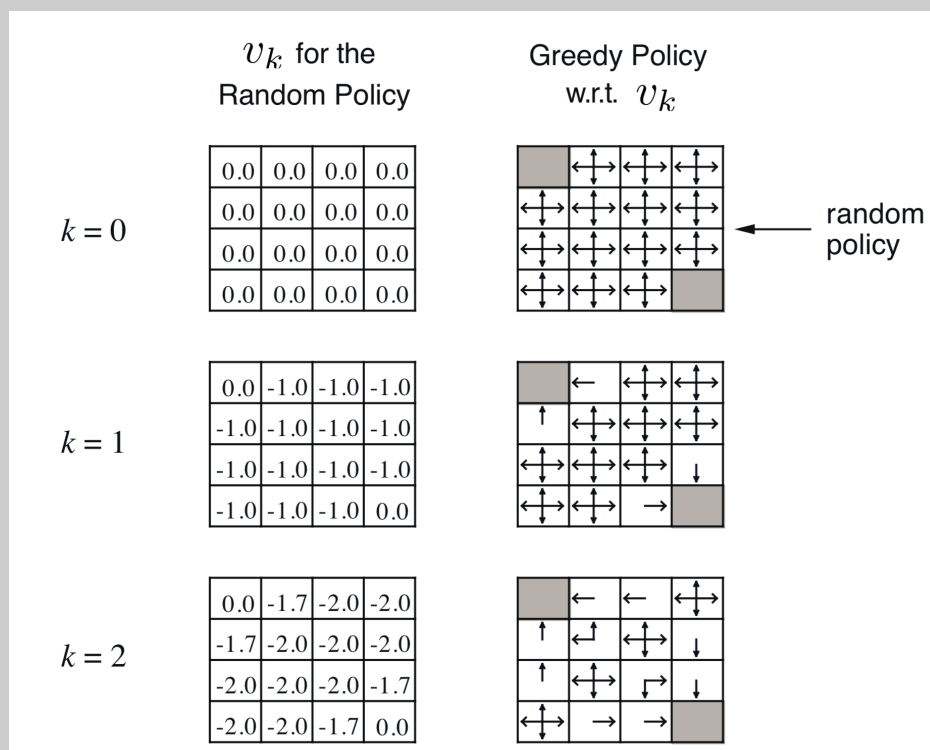 v_k for the
Random Policy
Greedy Policy
w.r.t. v_k
k = 0
0.0 0.0 0.0 0.0
0.0 0.0 0.0 0.0
0.0 0.0 0.0 0.0
0.0 0.0 0.0 0.0
random
policy
k = 1
0.0 -1.0 -1.0 -1.0
-1.0 -1.0 -1.0 -1.0
-1.0 -1.0 -1.0 -1.0
-1.0 -1.0 -1.0 0.0
k = 2
0.0 -1.7 -2.0 -2.0
-1.7 -2.0 -2.0 -2.0
-2.0 -2.0 -2.0 -1.7
-2.0 -2.0 -1.7 0.0